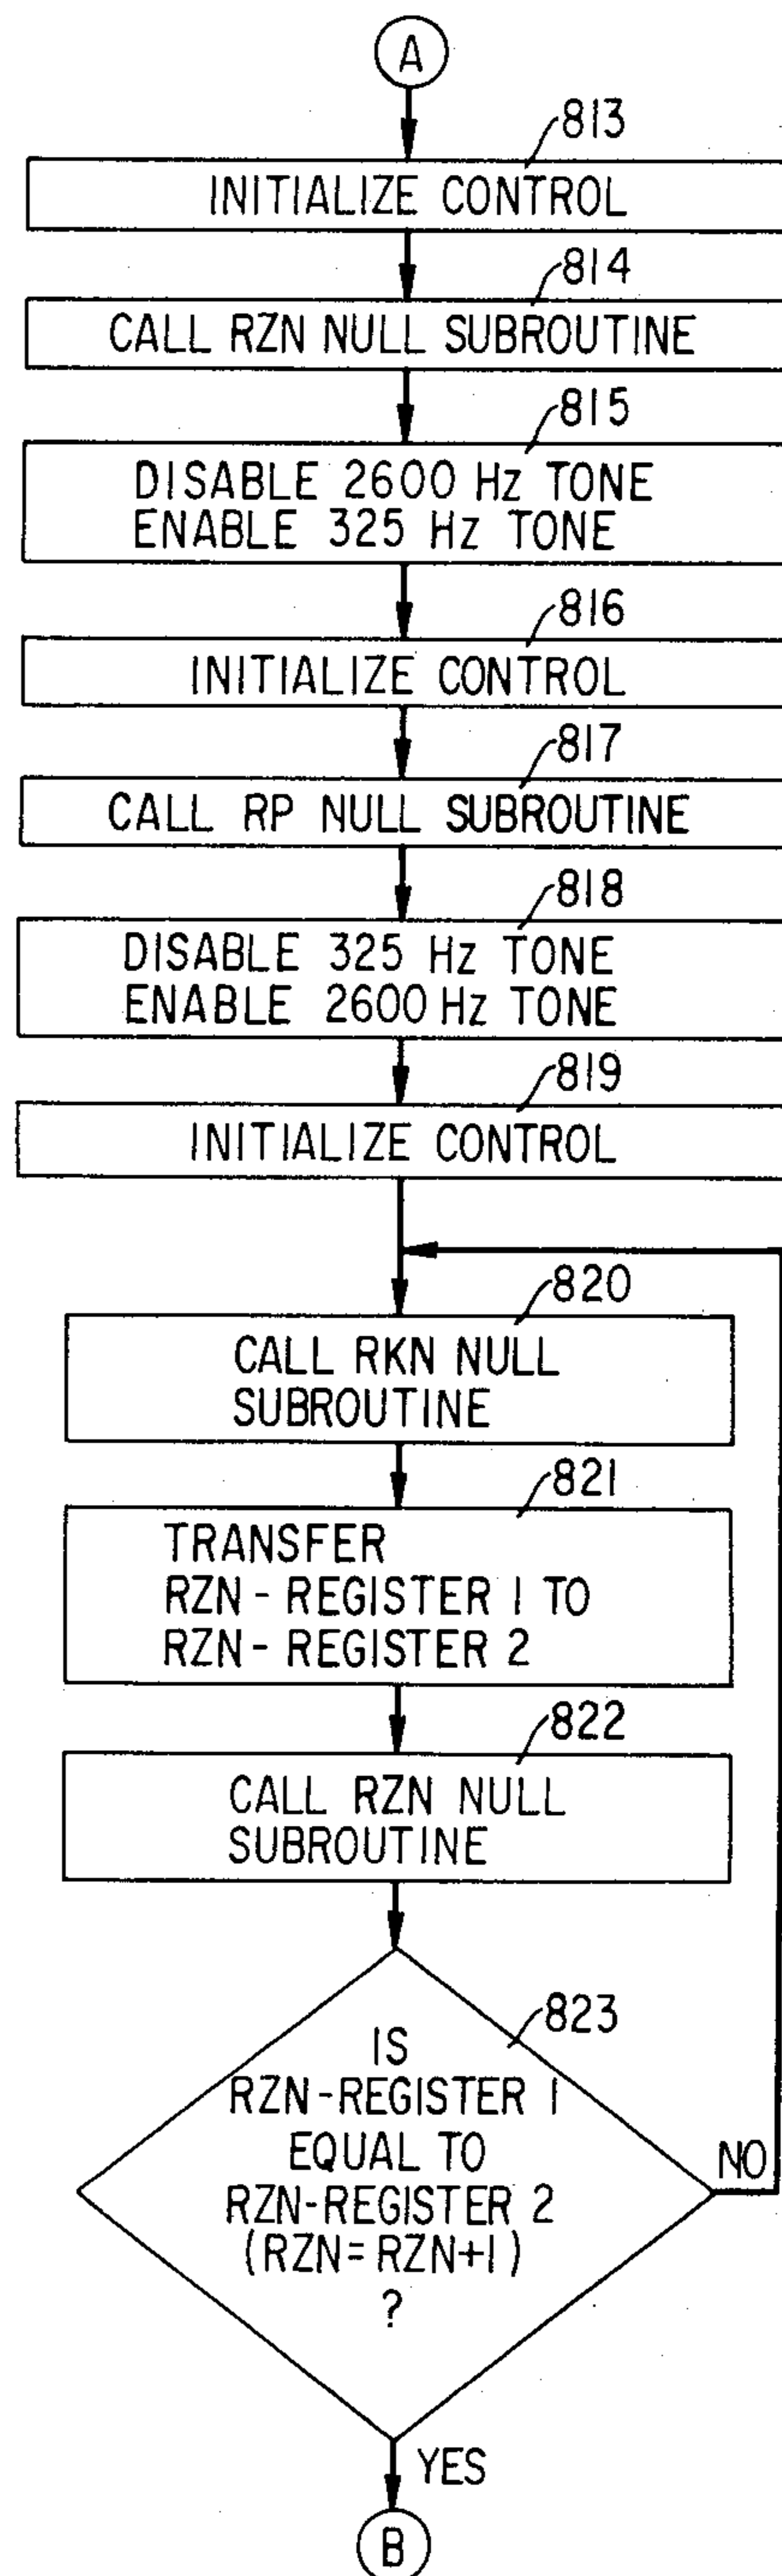 A
813
INITIALIZE CONTROL
814
CALL RZN NULL SUBROUTINE
815
DISABLE 2600 Hz TONE
ENABLE 325 Hz TONE
816
INITIALIZE CONTROL
817
CALL RP NULL SUBROUTINE
818
DISABLE 325 Hz TONE
ENABLE 2600 Hz TONE
819
INITIALIZE CONTROL
820
CALL RKN NULL
SUBROUTINE
821
TRANSFER
RZN - REGISTER 1 TO
RZN - REGISTER 2
822
CALL RZN NULL
SUBROUTINE
823
IS
RZN-REGISTER 1
EQUAL TO
RZN-REGISTER 2
(RZN=RZN+1)
?
NO
YES
B